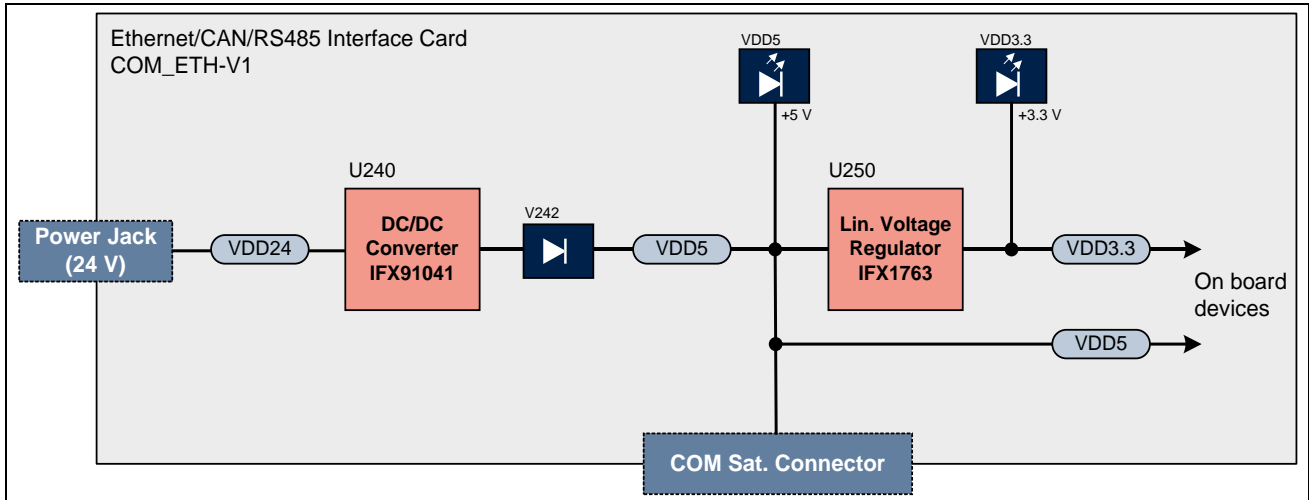 Ethernet/CAN/RS485 Interface Card
COM_ETH-V1
VDD5
+5 V
VDD3.3
+3.3 V
Power Jack
(24 V)
VDD24
U240
DC/DC
Converter
IFX91041
V242
VDD5
U250
Lin. Voltage
Regulator
IFX1763
VDD3.3
On board
devices
VDD5
COM Sat. Connector